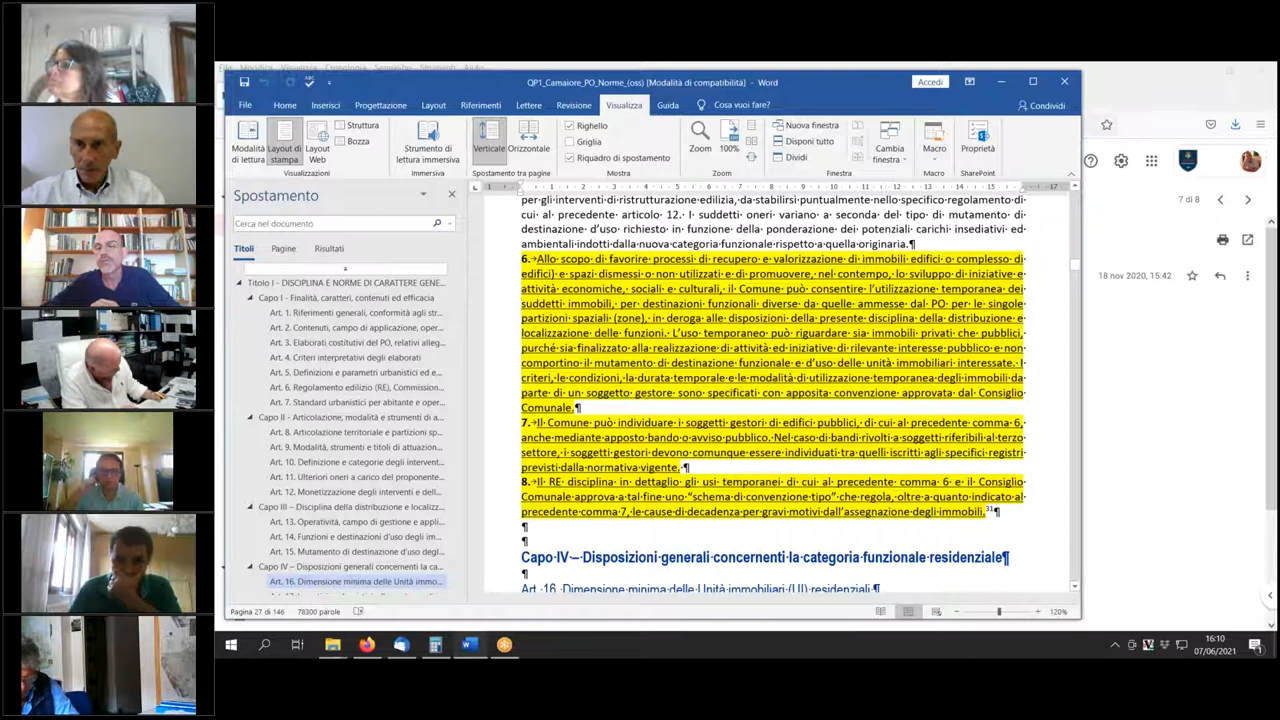 QP1_Camaiore_PO_Norme_(oss) [Modalità di compatibilità] - Word
Accedi
File Home Inserisci Progettazione Layout Riferimenti Lettere Revisione Visualizza Guida Cosa vuoi fare? Condividi
Modalità di lettura
Layout di stampa
Layout Web
Struttura
Bozza
Strumento di lettura immersiva
Verticale
Orizzontale
Righello
Griglia
Riquadro di spostamento
Zoom
100%
Nuova finestra
Disponi tutto
Dividi
Cambia finestra
Macro
Proprietà
Visualizzazioni
Spostamento tra pagine
Mostra
Zoom
Finestra
Macro
SharePoint
Spostamento
Cerca nel documento
Titoli Pagine Risultati
Titolo I - DISCIPLINA E NORME DI CARATTERE GENE...
Capo I - Finalità, caratteri, contenuti ed efficacia
Art. 1. Riferimenti generali, conformità agli str...
Art. 2. Contenuti, campo di applicazione, oper...
Art. 3. Elaborati costitutivi del PO, relativi alleg...
Art. 4. Criteri interpretativi degli elaborati
Art. 5. Definizioni e parametri urbanistici ed e...
Art. 6. Regolamento edilizio (RE), Commission...
Art. 7. Standard urbanistici per abitante e oper...
Capo II - Articolazione, modalità e strumenti di a...
Art. 8. Articolazione territoriale e partizioni sp...
Art. 9. Modalità, strumenti e titoli di attuazion...
Art. 10. Definizione e categorie degli intervent...
Art. 11. Ulteriori oneri a carico del proponente...
Art. 12. Monetizzazione degli interventi e dell...
Capo III – Disciplina della distribuzione e localizz...
Art. 13. Operatività, campo di gestione e appli...
Art. 14. Funzioni e destinazioni d'uso degli im...
Art. 15. Mutamento di destinazione d'uso degl...
Capo IV – Disposizioni generali concernenti la ca...
Art. 16. Dimensione minima delle Unità immo...
per gli interventi di ristrutturazione edilizia, da stabilirsi puntualmente nello specifico regolamento di
cui al precedente articolo 12. I suddetti oneri variano a seconda del tipo di mutamento di
destinazione d'uso richiesto in funzione della ponderazione dei potenziali carichi insediativi ed
ambientali indotti dalla nuova categoria funzionale rispetto a quella originaria.¶
6.→Allo scopo di favorire processi di recupero e valorizzazione di immobili edifici o complesso di
edifici) e spazi dismessi o non utilizzati e di promuovere, nel contempo, lo sviluppo di iniziative e
attività economiche, sociali e culturali, il Comune può consentire l'utilizzazione temporanea dei
suddetti immobili, per destinazioni funzionali diverse da quelle ammesse dal PO per le singole
partizioni spaziali (zone), in deroga alle disposizioni della presente disciplina della distribuzione e
localizzazione delle funzioni. L'uso temporaneo può riguardare sia immobili privati che pubblici,
purché sia finalizzato alla realizzazione di attività ed iniziative di rilevante interesse pubblico e non
comportino il mutamento di destinazione funzionale e d'uso delle unità immobiliari interessate. I
criteri, le condizioni, la durata temporale e le modalità di utilizzazione temporanea degli immobili da
parte di un soggetto gestore sono specificati con apposita convenzione approvata dal Consiglio
Comunale.¶
7.→Il Comune può individuare i soggetti gestori di edifici pubblici, di cui al precedente comma 6,
anche mediante apposto bando o avviso pubblico. Nel caso di bandi rivolti a soggetti riferibili al terzo
settore, i soggetti gestori devono comunque essere individuati tra quelli iscritti agli specifici registri
previsti dalla normativa vigente. ¶
8.→Il RE disciplina in dettaglio gli usi temporanei di cui al precedente comma 6 e il Consiglio
Comunale approva a tal fine uno “schema di convenzione tipo” che regola, oltre a quanto indicato al
precedente comma 7, le cause di decadenza per gravi motivi dall'assegnazione degli immobili.31¶
¶
¶
Capo IV – Disposizioni generali concernenti la categoria funzionale residenziale¶
¶
Art. 16. Dimensione minima delle Unità immobiliari (UI) residenziali¶
Pagina 27 di 146 78300 parole
120%
7 di 8
18 nov 2020, 15:42
16:10
07/06/2021